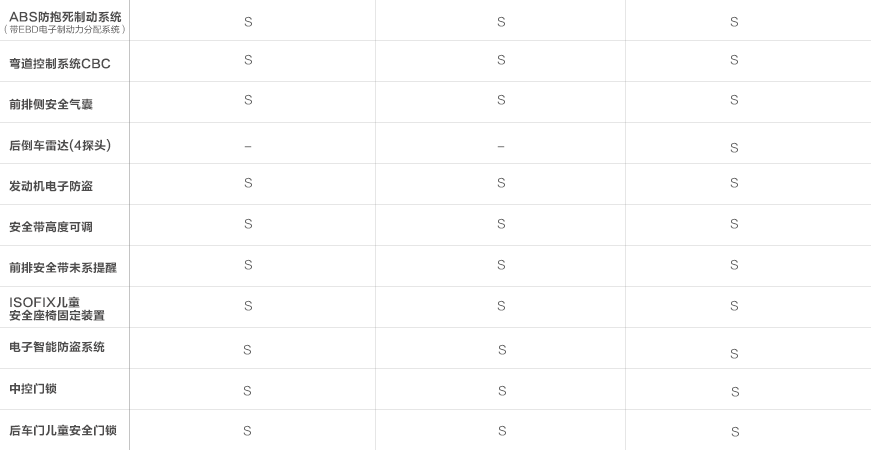 ABS防抱死制动系统 S S S
(带EBD电子制动力分配系统)
弯道控制系统CBC S S S
前排侧安全气囊 S S S
后倒车雷达(4探头) – – S
发动机电子防盗 S S S
安全带高度可调 S S S
前排安全带未系提醒 S S S
ISOFIX儿童
安全座椅固定装置 S S S
电子智能防盗系统 S S S
中控门锁 S S S
后车门儿童安全门锁 S S S